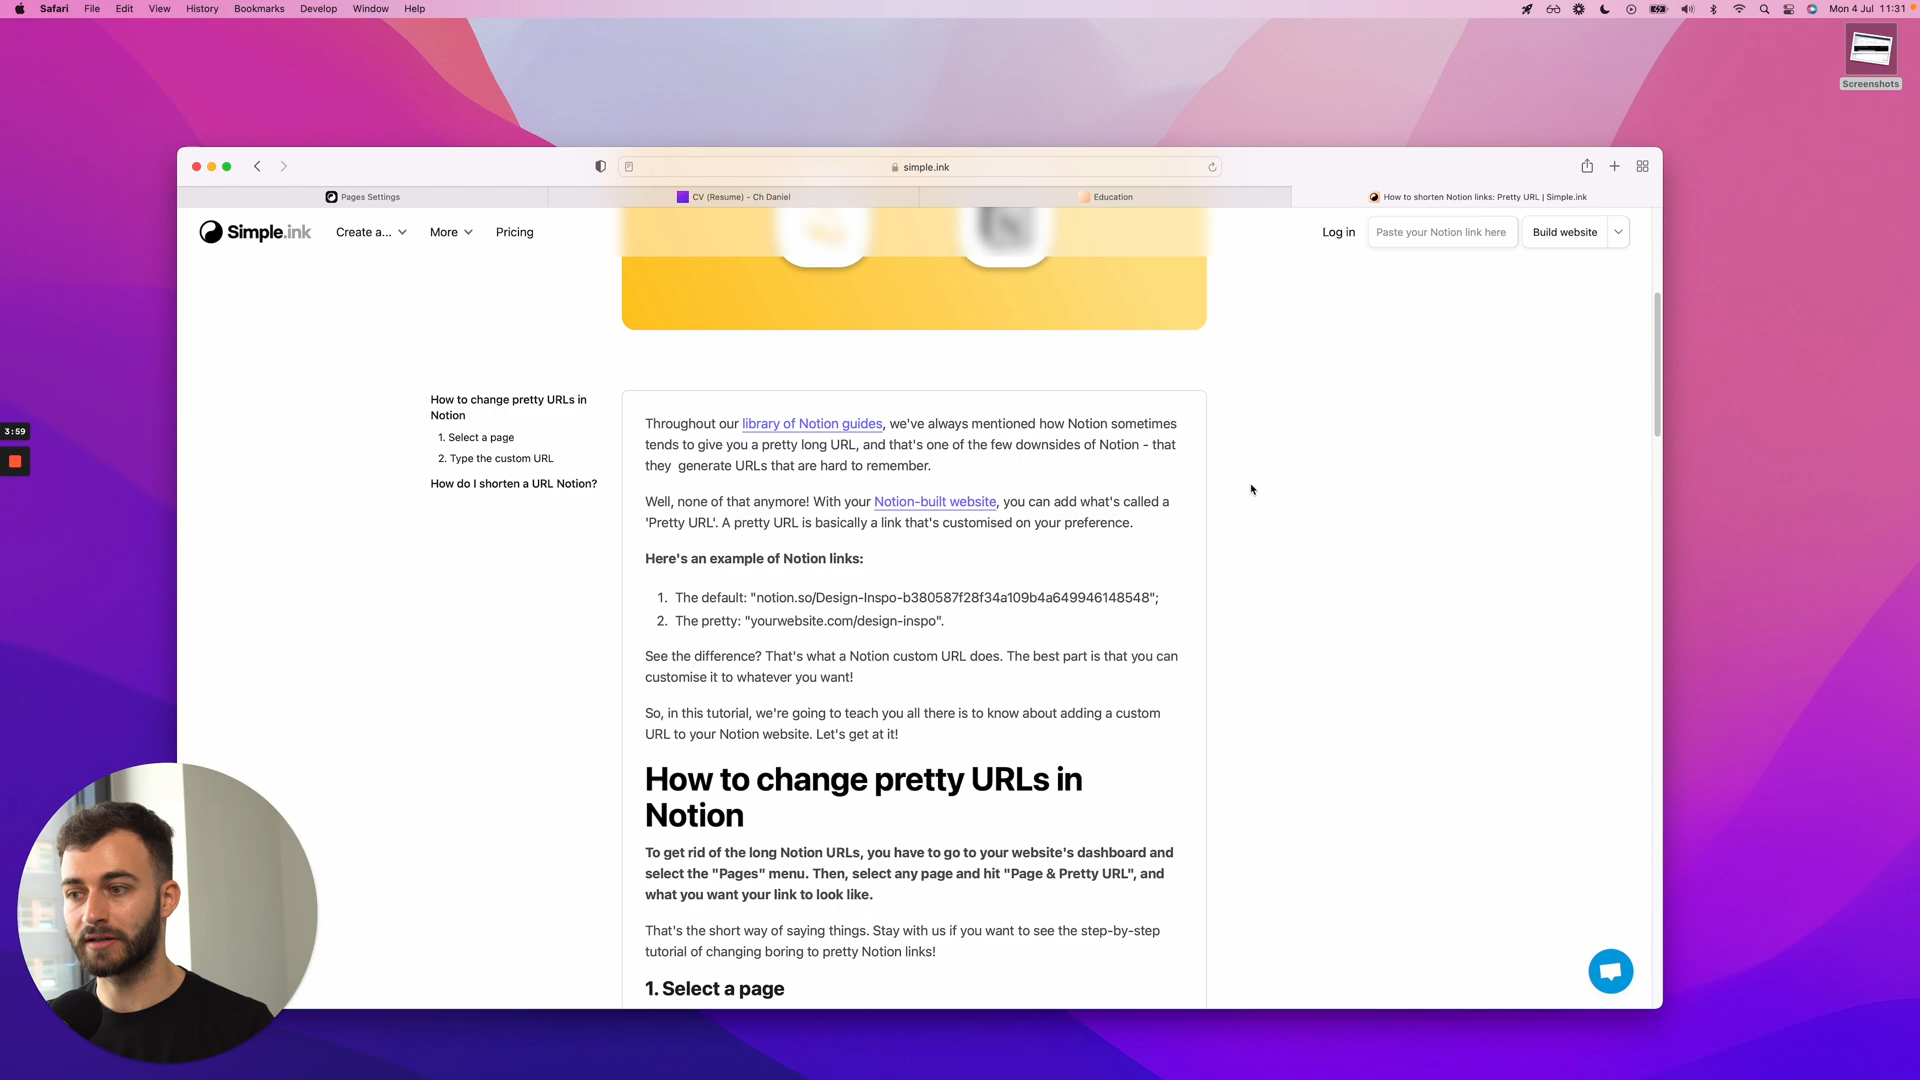 Safari File Edit View History Bookmarks Develop Window Help
Mon 4 Jul 11:31
Screenshots
simple.ink
Pages Settings
CV (Resume) - Ch Daniel
Education
How to shorten Notion links: Pretty URL | Simple.ink
Simple.ink
Create a...
More
Pricing
Log in
Paste your Notion link here
Build website
How to change pretty URLs in
Notion
1. Select a page
2. Type the custom URL
How do I shorten a URL Notion?
3:59
Throughout our library of Notion guides, we've always mentioned how Notion sometimes
tends to give you a pretty long URL, and that's one of the few downsides of Notion - that
they generate URLs that are hard to remember.
Well, none of that anymore! With your Notion-built website, you can add what's called a
'Pretty URL'. A pretty URL is basically a link that's customised on your preference.
Here's an example of Notion links:
1. The default: "notion.so/Design-Inspo-b380587f28f34a109b4a649946148548";
2. The pretty: "yourwebsite.com/design-inspo".
See the difference? That's what a Notion custom URL does. The best part is that you can
customise it to whatever you want!
So, in this tutorial, we're going to teach you all there is to know about adding a custom
URL to your Notion website. Let's get at it!
How to change pretty URLs in
Notion
To get rid of the long Notion URLs, you have to go to your website's dashboard and
select the "Pages" menu. Then, select any page and hit "Page & Pretty URL", and
what you want your link to look like.
That's the short way of saying things. Stay with us if you want to see the step-by-step
tutorial of changing boring to pretty Notion links!
1. Select a page